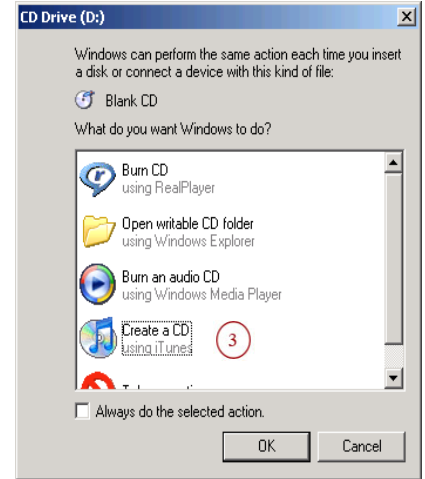 CD Drive (D:)
Windows can perform the same action each time you insert
a disk or connect a device with this kind of file:
Blank CD
What do you want Windows to do?
Burn CD
using RealPlayer
Open writable CD folder
using Windows Explorer
Burn an audio CD
using Windows Media Player
Create a CD
using iTunes
3
Always do the selected action.
OK Cancel